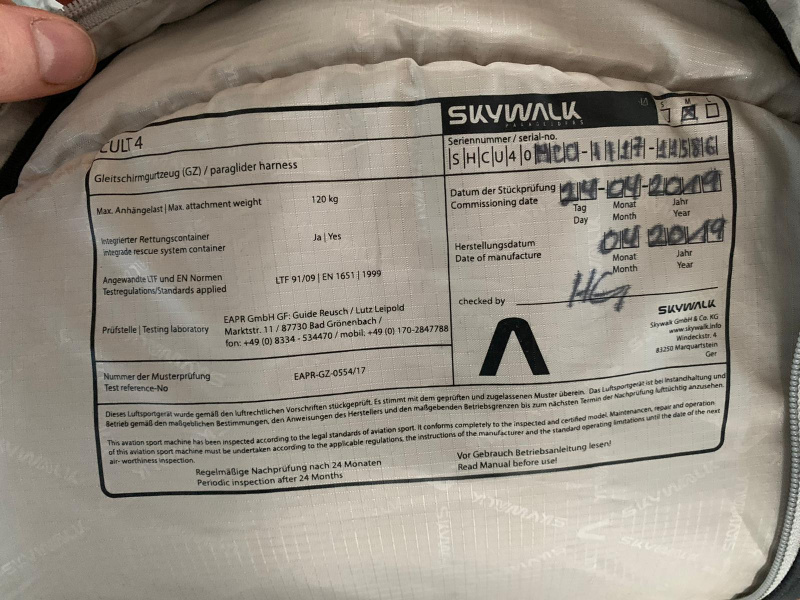 CULT 4
SKYWALK
PARAGLIDERS
S M L
Gleitschirmgurtzeug (GZ) / paraglider harness
Seriennummer / serial-no.
SHCU40
Max. Anhängelast | Max. attachment weight 120 kg
Datum der Stückprüfung
Commissioning date
24-04-2019
Tag Monat Jahr
Day Month Year
Integrierter Rettungscontainer Ja | Yes
integrade rescue system container
Herstellungsdatum
Date of manufacture
04 2019
Monat Jahr
Month Year
Angewandte LTF und EN Normen LTF 91/09 | EN 1651 | 1999
Testregulations/Standards applied
checked by HG
Prüfstelle | Testing laboratory
EAPR GmbH GF: Guide Reusch / Lutz Leipold
Marktstr. 11 / 87730 Bad Grönenbach /
fon: +49 (0) 8334 - 534470 / mobil: +49 (0) 170-2847788
SKYWALK
Skywalk GmbH & Co. KG
www.skywalk.info
Windeckstr. 4
83250 Marquartstein
Ger
Nummer der Musterprüfung EAPR-GZ-0554/17
Test reference-No
Dieses Luftsportgerät wurde gemäß den luftrechtlichen Vorschriften stückgeprüft. Es stimmt mit dem geprüften und zugelassenen Muster überein. Das Luftsportgerät ist bei Instandhaltung und
Betrieb gemäß den maßgeblichen Bestimmungen, den Anweisungen des Herstellers und den maßgebenden Betriebsgrenzen bis zum nächsten Termin der Nachprüfung lufttüchtig anzusehen.
This aviation sport machine has been inspected according to the legal standards of aviation sport. It conforms completely to the inspected and certified model. Maintenance, repair and operation
of this aviation sport machine must be undertaken according to the applicable regulations, the instructions of the manufacturer and the standard operating limitations until the date of the next
air-worthiness inspection.
Regelmäßige Nachprüfung nach 24 Monaten
Periodic inspection after 24 Months
Vor Gebrauch Betriebsanleitung lesen!
Read Manual before use!